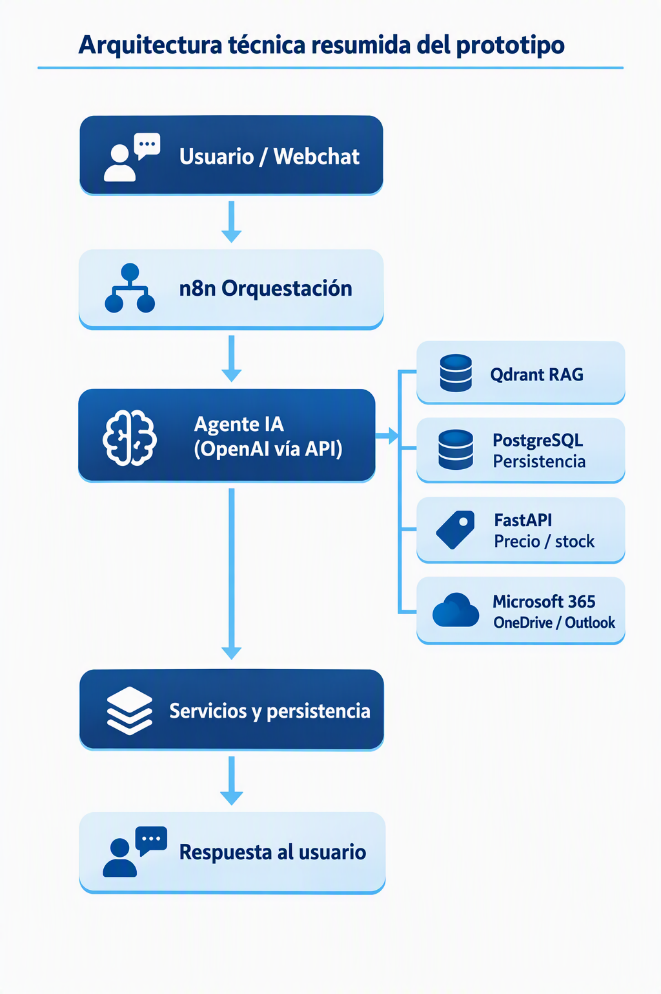 Arquitectura técnica resumida del prototipo
Usuario / Webchat
n8n Orquestación
Agente IA
(OpenAI vía API)
Qdrant RAG
PostgreSQL
Persistencia
FastAPI
Precio / stock
Microsoft 365
OneDrive / Outlook
Servicios y persistencia
Respuesta al usuario